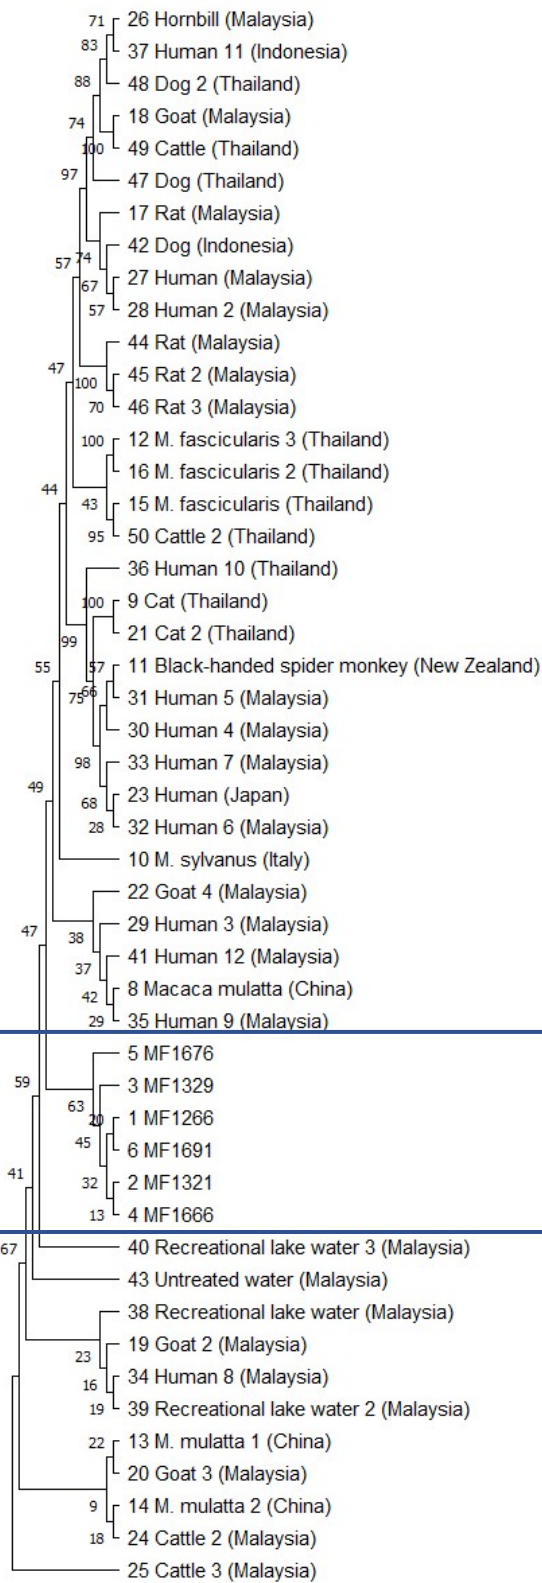 71
26 Hornbill (Malaysia)
83
37 Human 11 (Indonesia)
88
48 Dog 2 (Thailand)
74
18 Goat (Malaysia)
100
49 Cattle (Thailand)
97
47 Dog (Thailand)
17 Rat (Malaysia)
42 Dog (Indonesia)
57
74
27 Human (Malaysia)
67
57
28 Human 2 (Malaysia)
44 Rat (Malaysia)
47
100
45 Rat 2 (Malaysia)
70
46 Rat 3 (Malaysia)
100
12 M. fascicularis 3 (Thailand)
16 M. fascicularis 2 (Thailand)
44
43
15 M. fascicularis (Thailand)
95
50 Cattle 2 (Thailand)
36 Human 10 (Thailand)
100
9 Cat (Thailand)
99
21 Cat 2 (Thailand)
55
57
11 Black-handed spider monkey (New Zealand)
75
66
31 Human 5 (Malaysia)
30 Human 4 (Malaysia)
98
33 Human 7 (Malaysia)
49
68
23 Human (Japan)
28
32 Human 6 (Malaysia)
10 M. sylvanus (Italy)
22 Goat 4 (Malaysia)
47
38
29 Human 3 (Malaysia)
37
41 Human 12 (Malaysia)
42
8 Macaca mulatta (China)
29
35 Human 9 (Malaysia)
5 MF1676
59
3 MF1329
63
20
1 MF1266
45
6 MF1691
41
32
2 MF1321
13
4 MF1666
67
40 Recreational lake water 3 (Malaysia)
43 Untreated water (Malaysia)
38 Recreational lake water (Malaysia)
23
19 Goat 2 (Malaysia)
16
34 Human 8 (Malaysia)
19
39 Recreational lake water 2 (Malaysia)
22
13 M. mulatta 1 (China)
20 Goat 3 (Malaysia)
9
14 M. mulatta 2 (China)
18
24 Cattle 2 (Malaysia)
25 Cattle 3 (Malaysia)